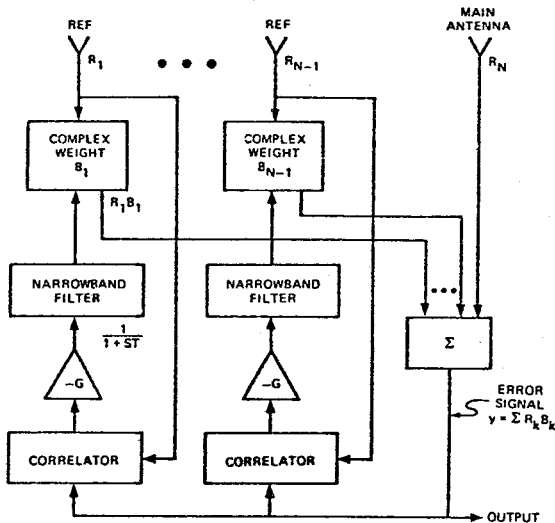 REF
REF
MAIN
ANTENNA
R1
RN−1
RN
COMPLEX
WEIGHT
B1
COMPLEX
WEIGHT
BN−1
R1B1
NARROWBAND
FILTER
NARROWBAND
FILTER
Σ
1
1 + ST
−G
−G
ERROR
SIGNAL
y = Σ RkBk
CORRELATOR
CORRELATOR
OUTPUT